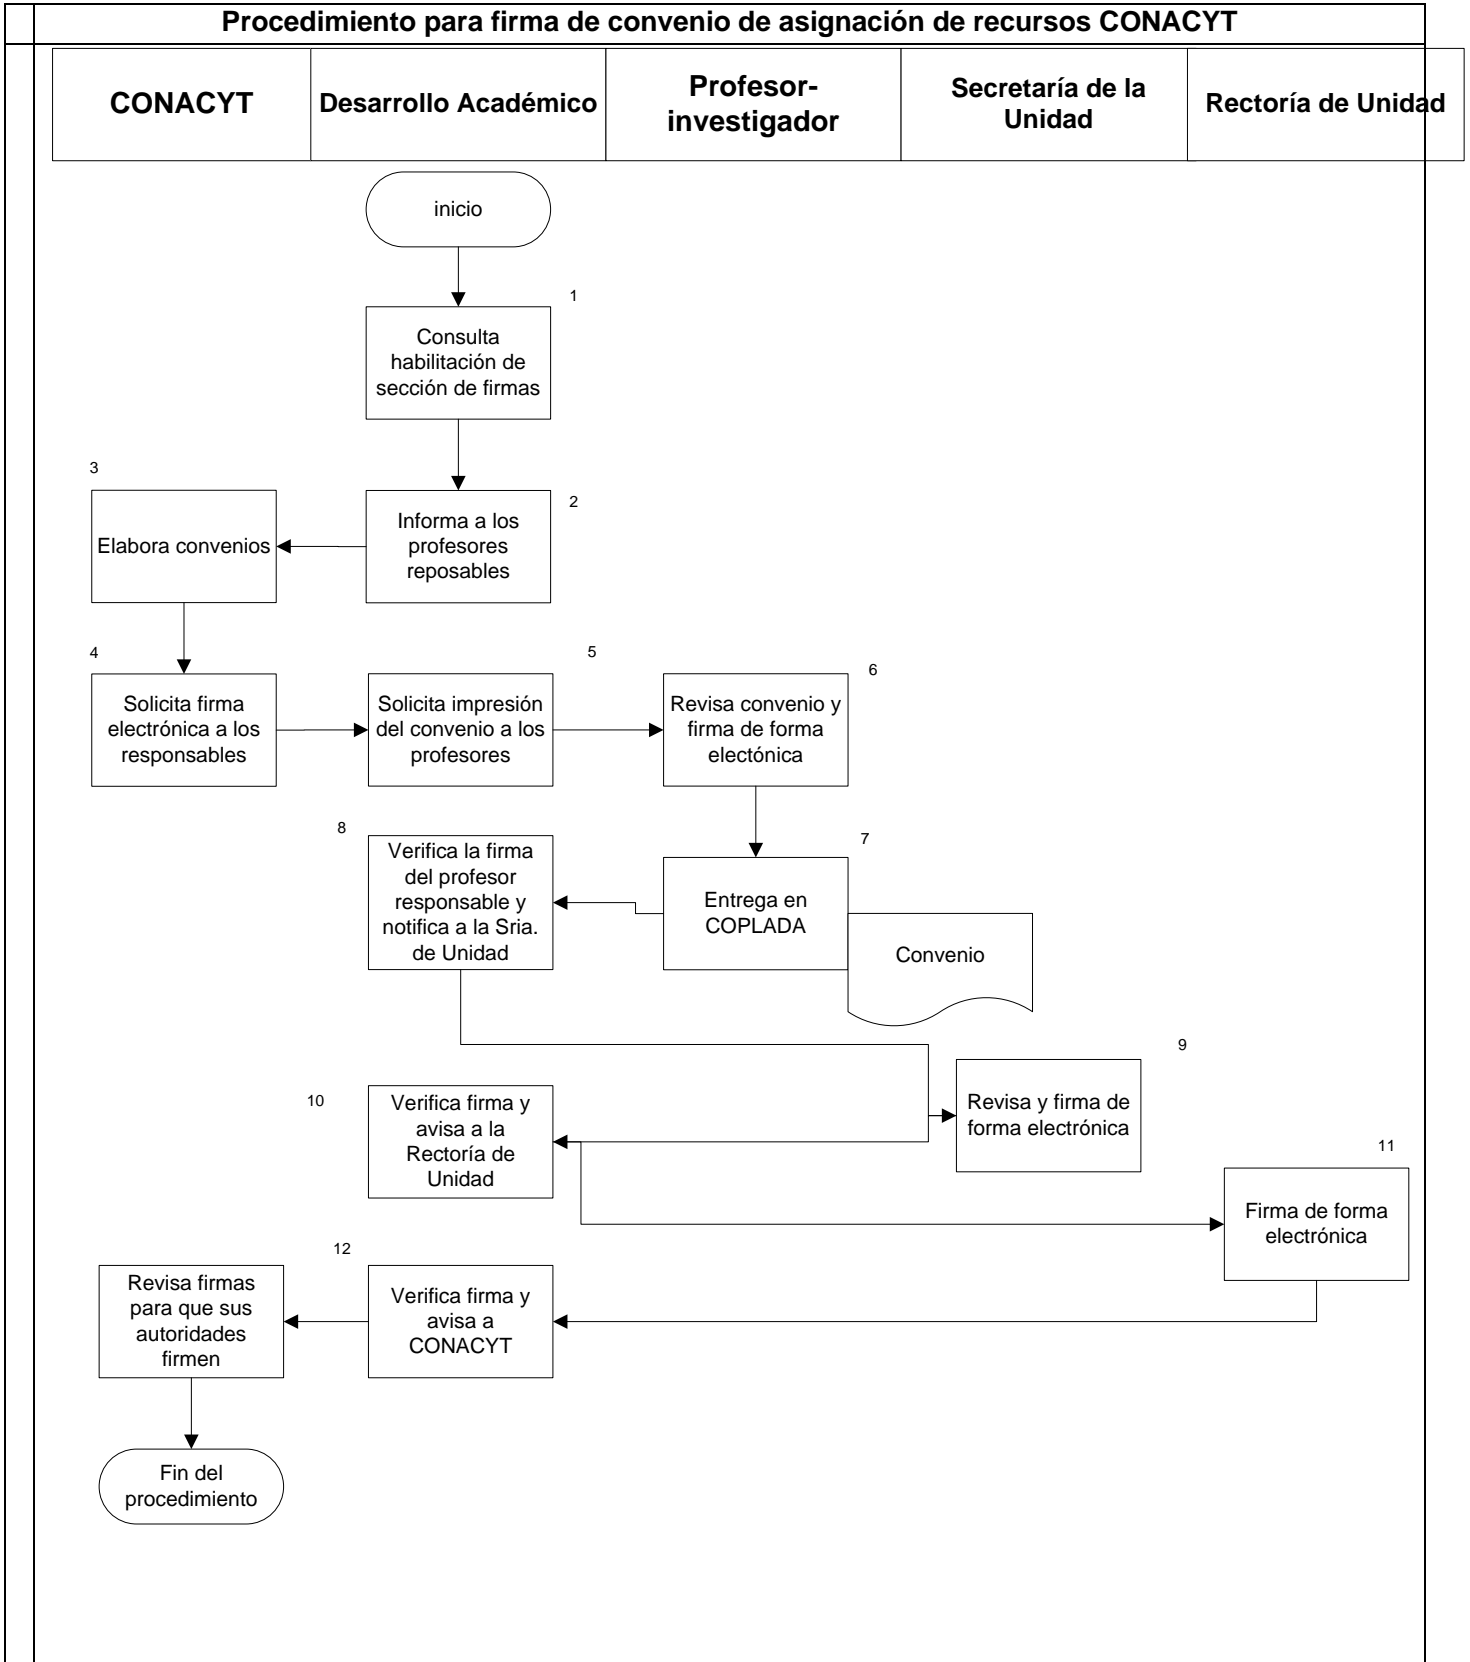 Procedimiento para firma de convenio de asignación de recursos CONACYT
CONACYT
Desarrollo Académico
Profesor-
investigador
Secretaría de la
Unidad
Rectoría de Unidad
inicio
1
Consulta
habilitación de
sección de firmas
2
Informa a los
profesores
reposables
3
Elabora convenios
4
Solicita firma
electrónica a los
responsables
5
Solicita impresión
del convenio a los
profesores
6
Revisa convenio y
firma de forma
electónica
7
Entrega en
COPLADA
Convenio
8
Verifica la firma
del profesor
responsable y
notifica a la Sria.
de Unidad
9
Revisa y firma de
forma electrónica
10
Verifica firma y
avisa a la
Rectoría de
Unidad
11
Firma de forma
electrónica
12
Verifica firma y
avisa a
CONACYT
Revisa firmas
para que sus
autoridades
firmen
Fin del
procedimiento